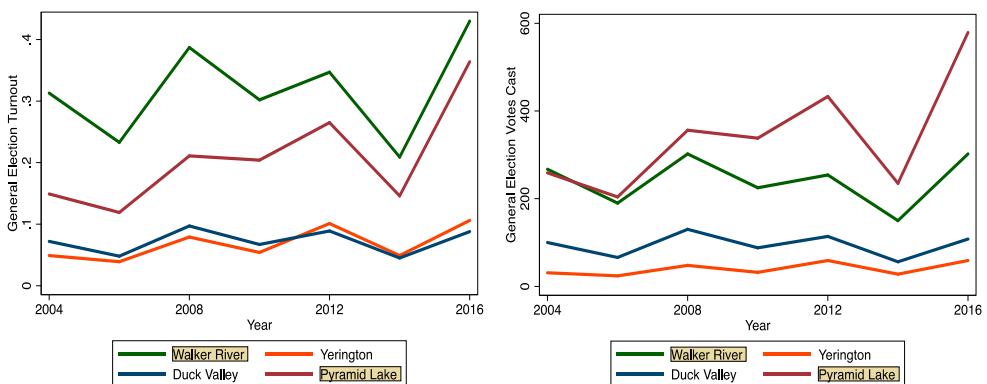 General Election Turnout
.4
.3
.2
.1
0
2004 2008 2012 2016
Year
Walker River Yerington
Duck Valley Pyramid Lake
General Election Votes Cast
600
400
200
0
2004 2008 2012 2016
Year
Walker River Yerington
Duck Valley Pyramid Lake